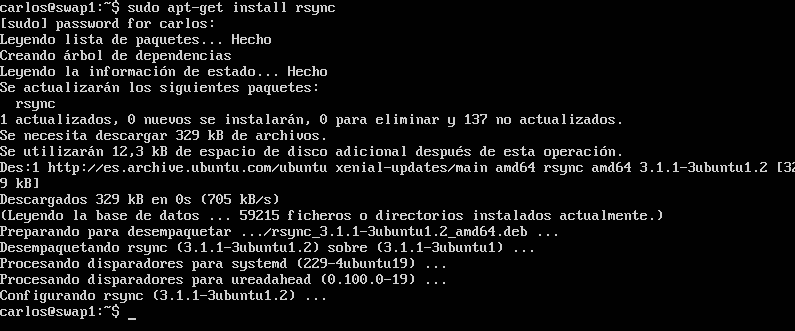 carlos@swap1:~$ sudo apt-get install rsync
[sudo] password for carlos:
Leyendo lista de paquetes... Hecho
Creando árbol de dependencias
Leyendo la información de estado... Hecho
Se actualizarán los siguientes paquetes:
  rsync
1 actualizados, 0 nuevos se instalarán, 0 para eliminar y 137 no actualizados.
Se necesita descargar 329 kB de archivos.
Se utilizarán 12,3 kB de espacio de disco adicional después de esta operación.
Des:1 http://es.archive.ubuntu.com/ubuntu xenial-updates/main amd64 rsync amd64 3.1.1-3ubuntu1.2 [32
9 kB]
Descargados 329 kB en 0s (705 kB/s)
(Leyendo la base de datos ... 59215 ficheros o directorios instalados actualmente.)
Preparando para desempaquetar .../rsync_3.1.1-3ubuntu1.2_amd64.deb ...
Desempaquetando rsync (3.1.1-3ubuntu1.2) sobre (3.1.1-3ubuntu1) ...
Procesando disparadores para systemd (229-4ubuntu19) ...
Procesando disparadores para ureadahead (0.100.0-19) ...
Configurando rsync (3.1.1-3ubuntu1.2) ...
carlos@swap1:~$ _